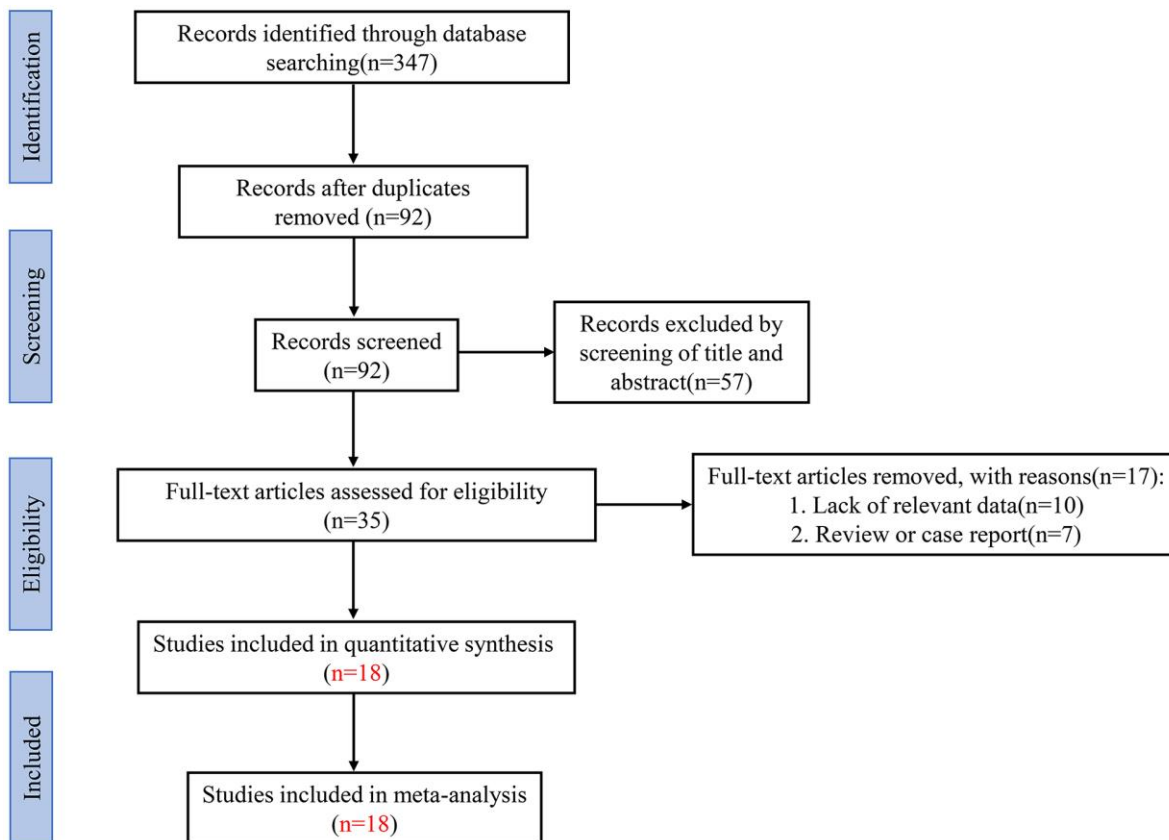 Identification
Records identified through database
searching(n=347)
Records after duplicates
removed (n=92)
Screening
Records screened
(n=92)
Records excluded by
screening of title and
abstract(n=57)
Eligibility
Full-text articles assessed for eligibility
(n=35)
Full-text articles removed, with reasons(n=17):
1. Lack of relevant data(n=10)
2. Review or case report(n=7)
Studies included in quantitative synthesis
(n=18)
Included
Studies included in meta-analysis
(n=18)